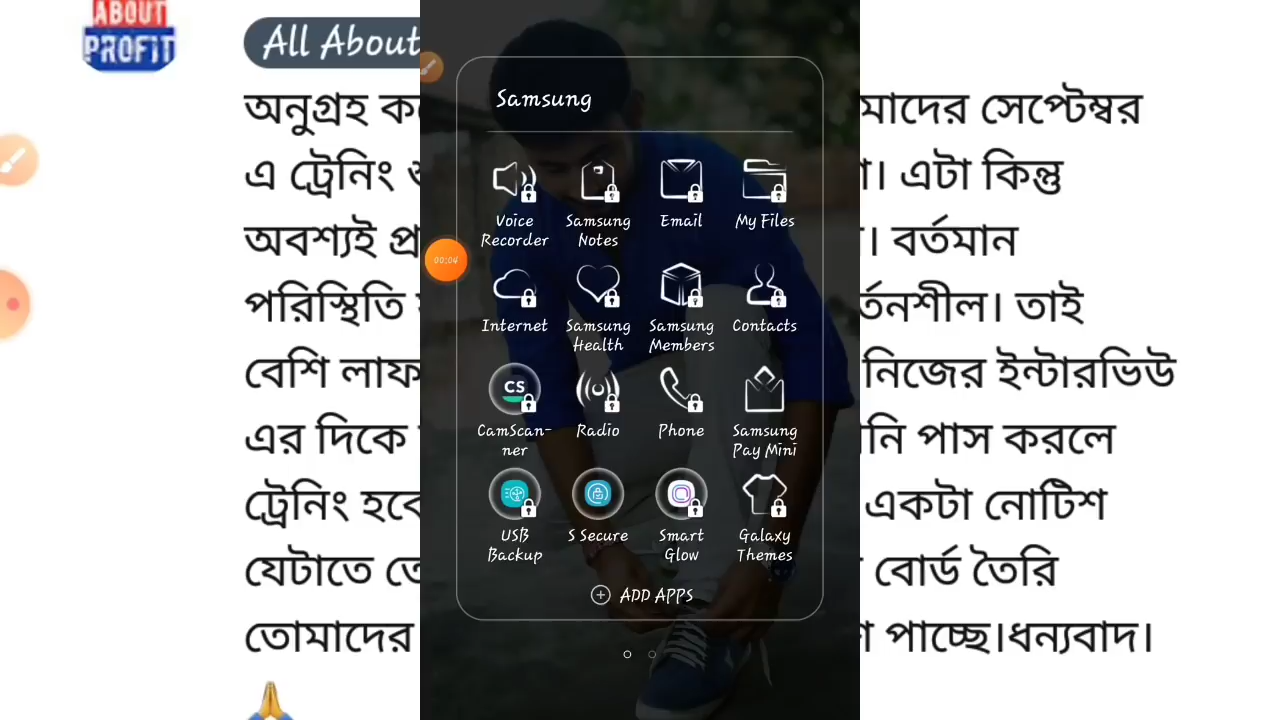 ABOUT
PROFIT
All About
অনুগ্রহ
মাদের সেপ্টেম্বর
এ ট্রেনিং
এটা কিন্তু
অবশ্যই
বর্তমান
পরিস্থিতি
র্তনশীল। তাই
বেশি
নিজের ইন্টারভিউ
এর দিকে
নি পাস করলে
ট্রেনিং হবে
একটা নোটিশ
যেটাতে
বোর্ড তৈরি
তোমাদের
পাচ্ছে।ধন্যবাদ।
Samsung
Voice
Recorder
Samsung
Notes
Email
My Files
00:04
Internet
Samsung
Health
Samsung
Members
Contacts
CS
CamScan-
ner
Radio
Phone
Samsung
Pay Mini
USB
Backup
S Secure
Smart
Glow
Galaxy
Themes
ADD APPS